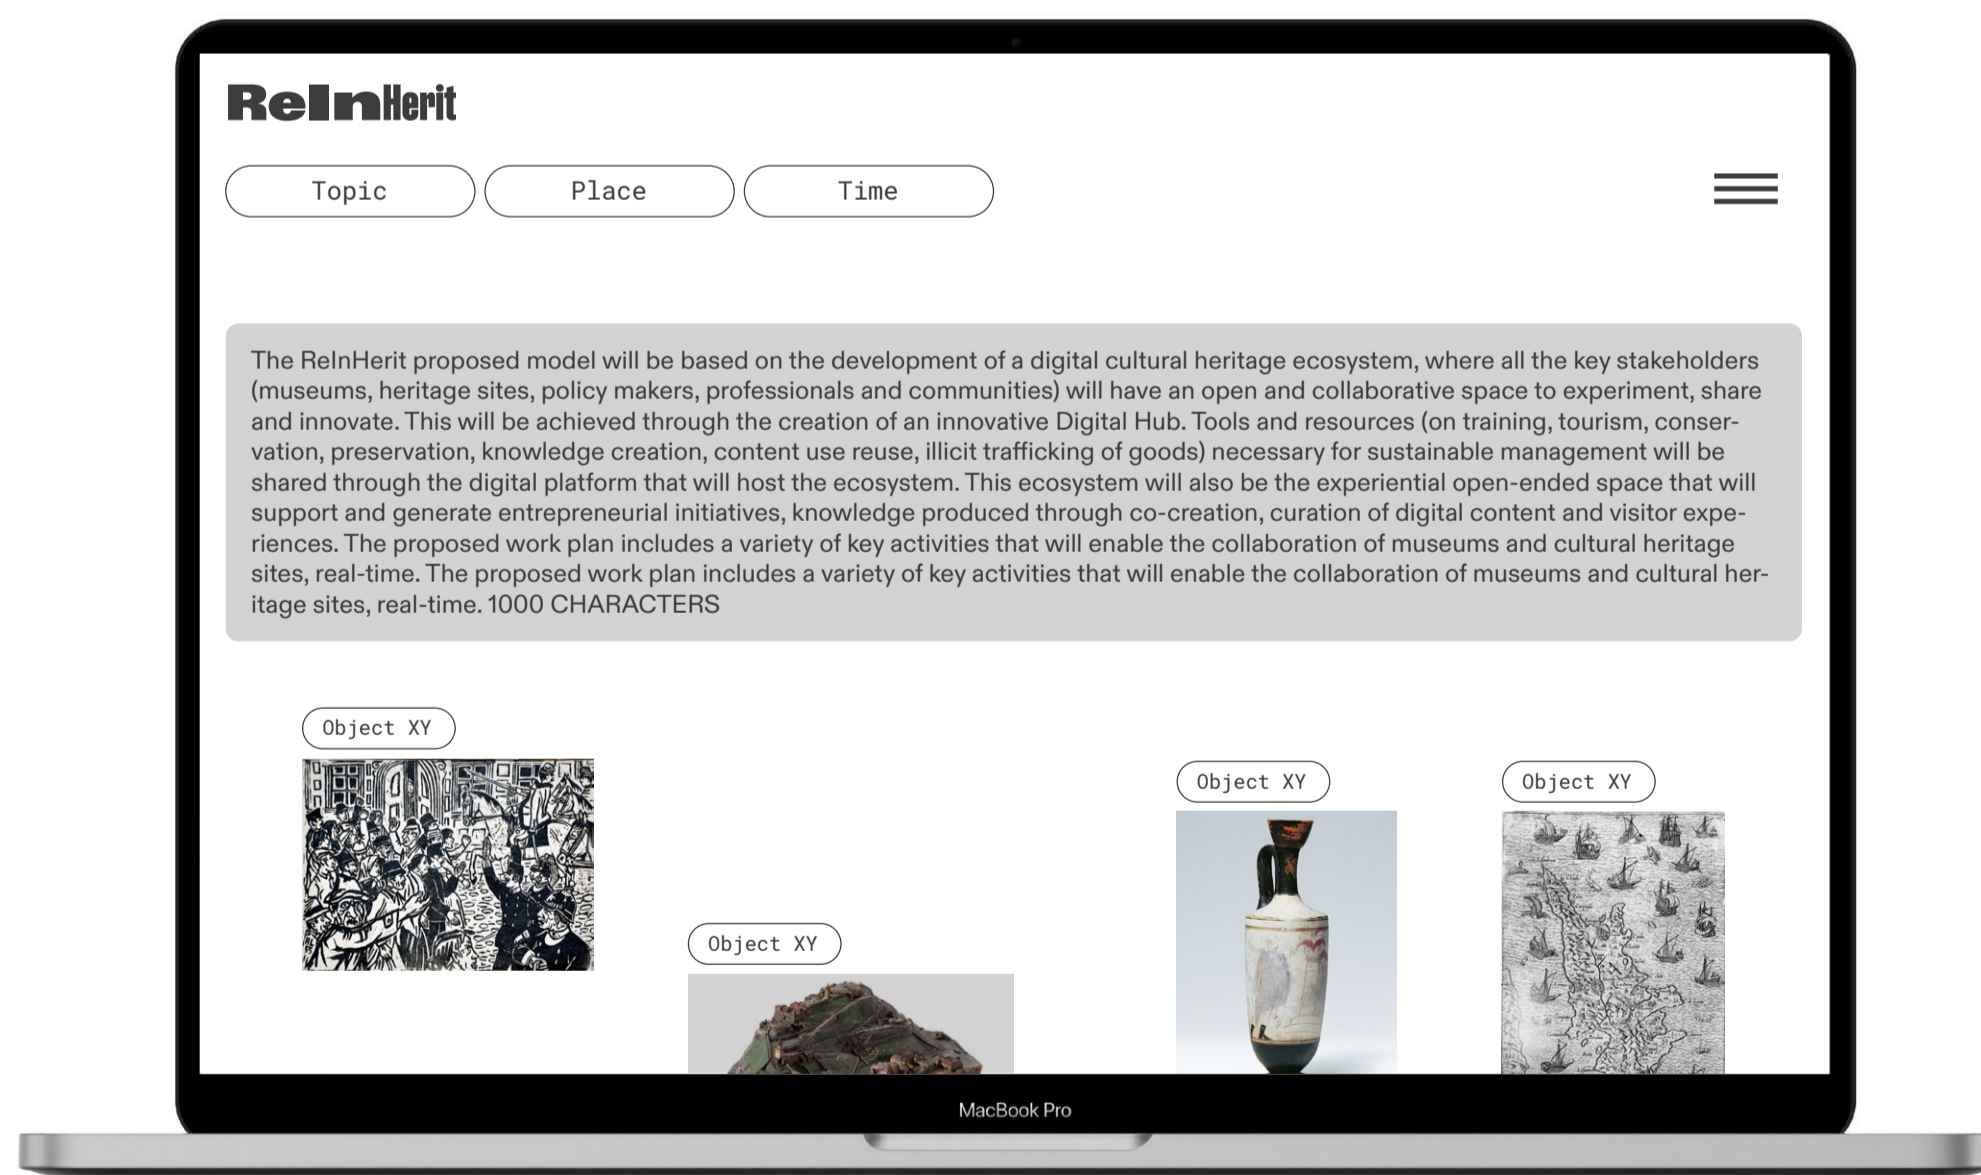 ReInHerit
Topic
Place
Time
The ReInHerit proposed model will be based on the development of a digital cultural heritage ecosystem, where all the key stakeholders
(museums, heritage sites, policy makers, professionals and communities) will have an open and collaborative space to experiment, share
and innovate. This will be achieved through the creation of an innovative Digital Hub. Tools and resources (on training, tourism, conser-
vation, preservation, knowledge creation, content use reuse, illicit trafficking of goods) necessary for sustainable management will be
shared through the digital platform that will host the ecosystem. This ecosystem will also be the experiential open-ended space that will
support and generate entrepreneurial initiatives, knowledge produced through co-creation, curation of digital content and visitor expe-
riences. The proposed work plan includes a variety of key activities that will enable the collaboration of museums and cultural heritage
sites, real-time. The proposed work plan includes a variety of key activities that will enable the collaboration of museums and cultural her-
itage sites, real-time. 1000 CHARACTERS
Object XY
Object XY
Object XY
Object XY
MacBook Pro